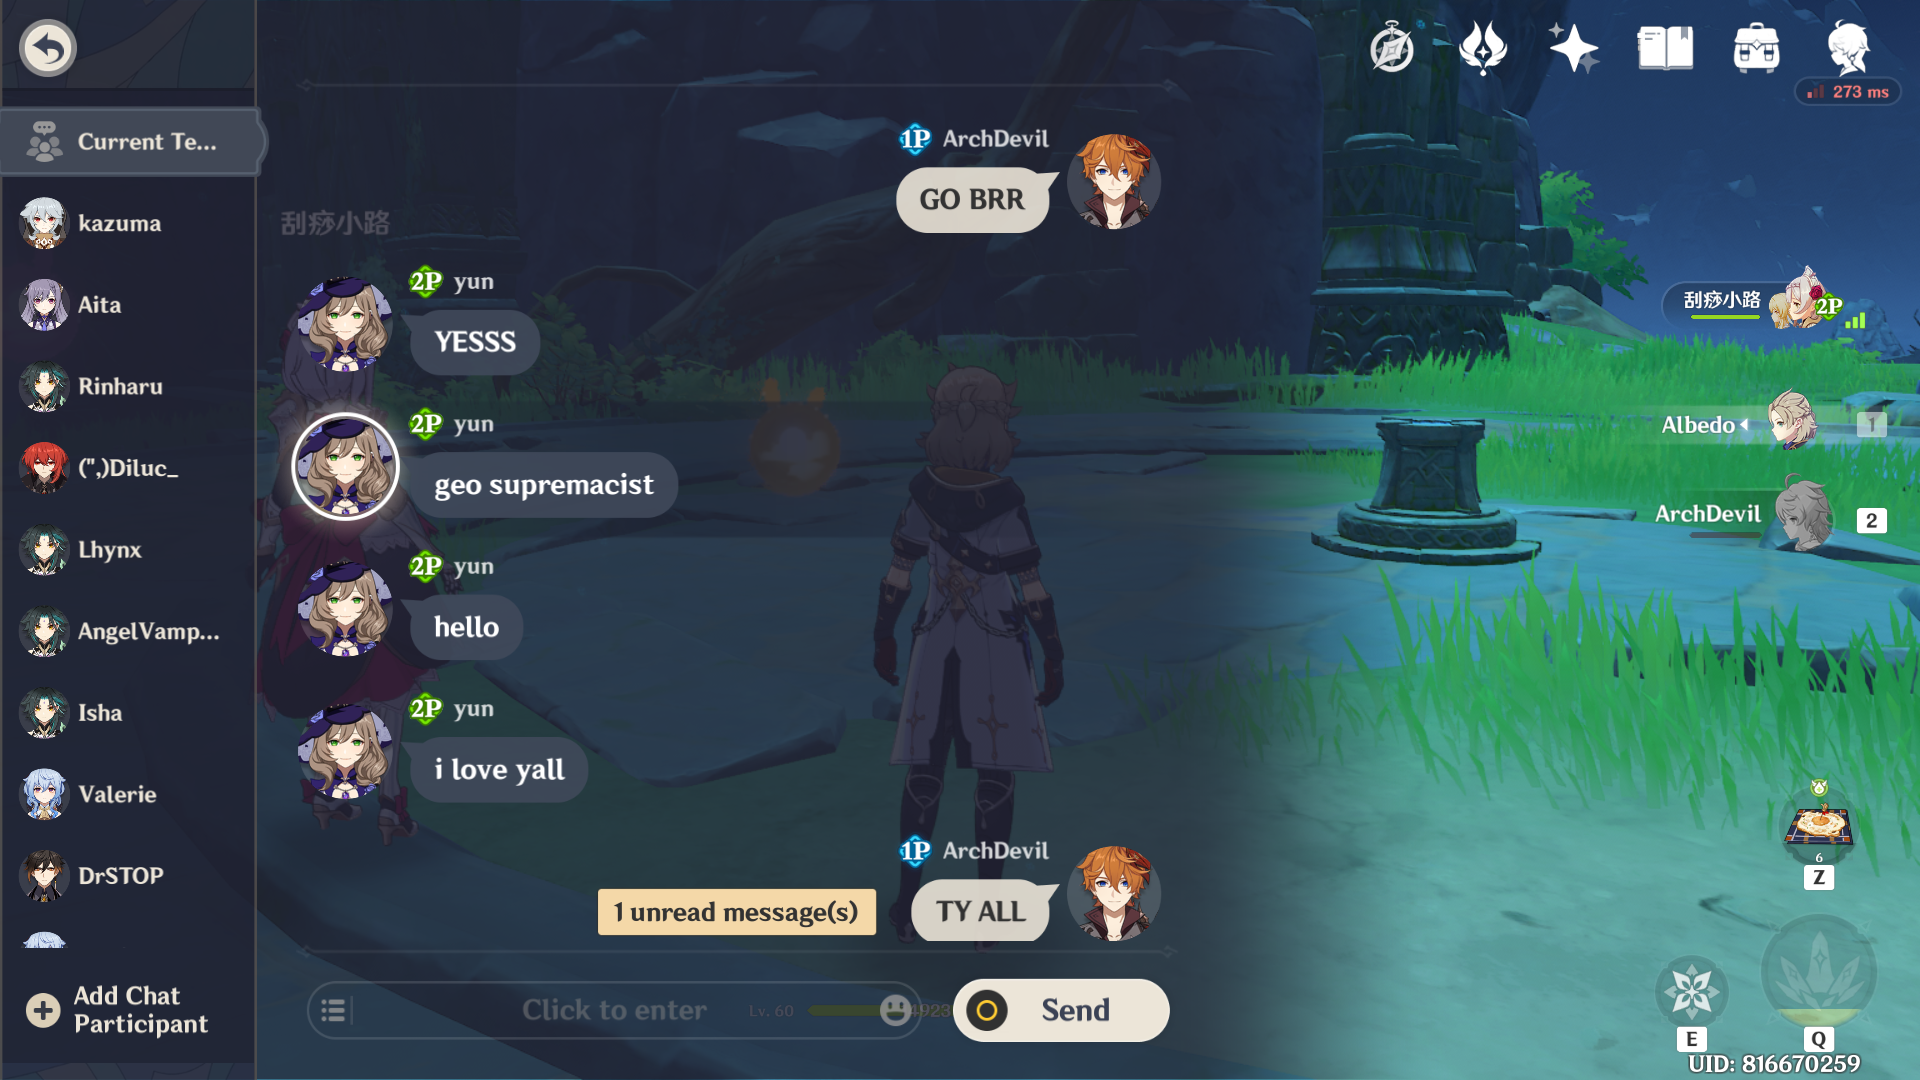 Current Te...
kazuma
Aita
Rinharu
(",)Diluc_
Lhynx
AngelVamp...
Isha
Valerie
DrSTOP
Add Chat
Participant
1P ArchDevil
GO BRR
刮痧小路
2P yun
YESSS
2P yun
geo supremacist
2P yun
hello
2P yun
i love yall
1P ArchDevil
TY ALL
1 unread message(s)
Click to enter
Lv. 60
4923
Send
273 ms
刮痧小路
2P
Albedo
1
ArchDevil
2
6
Z
E
Q
UID: 816670259